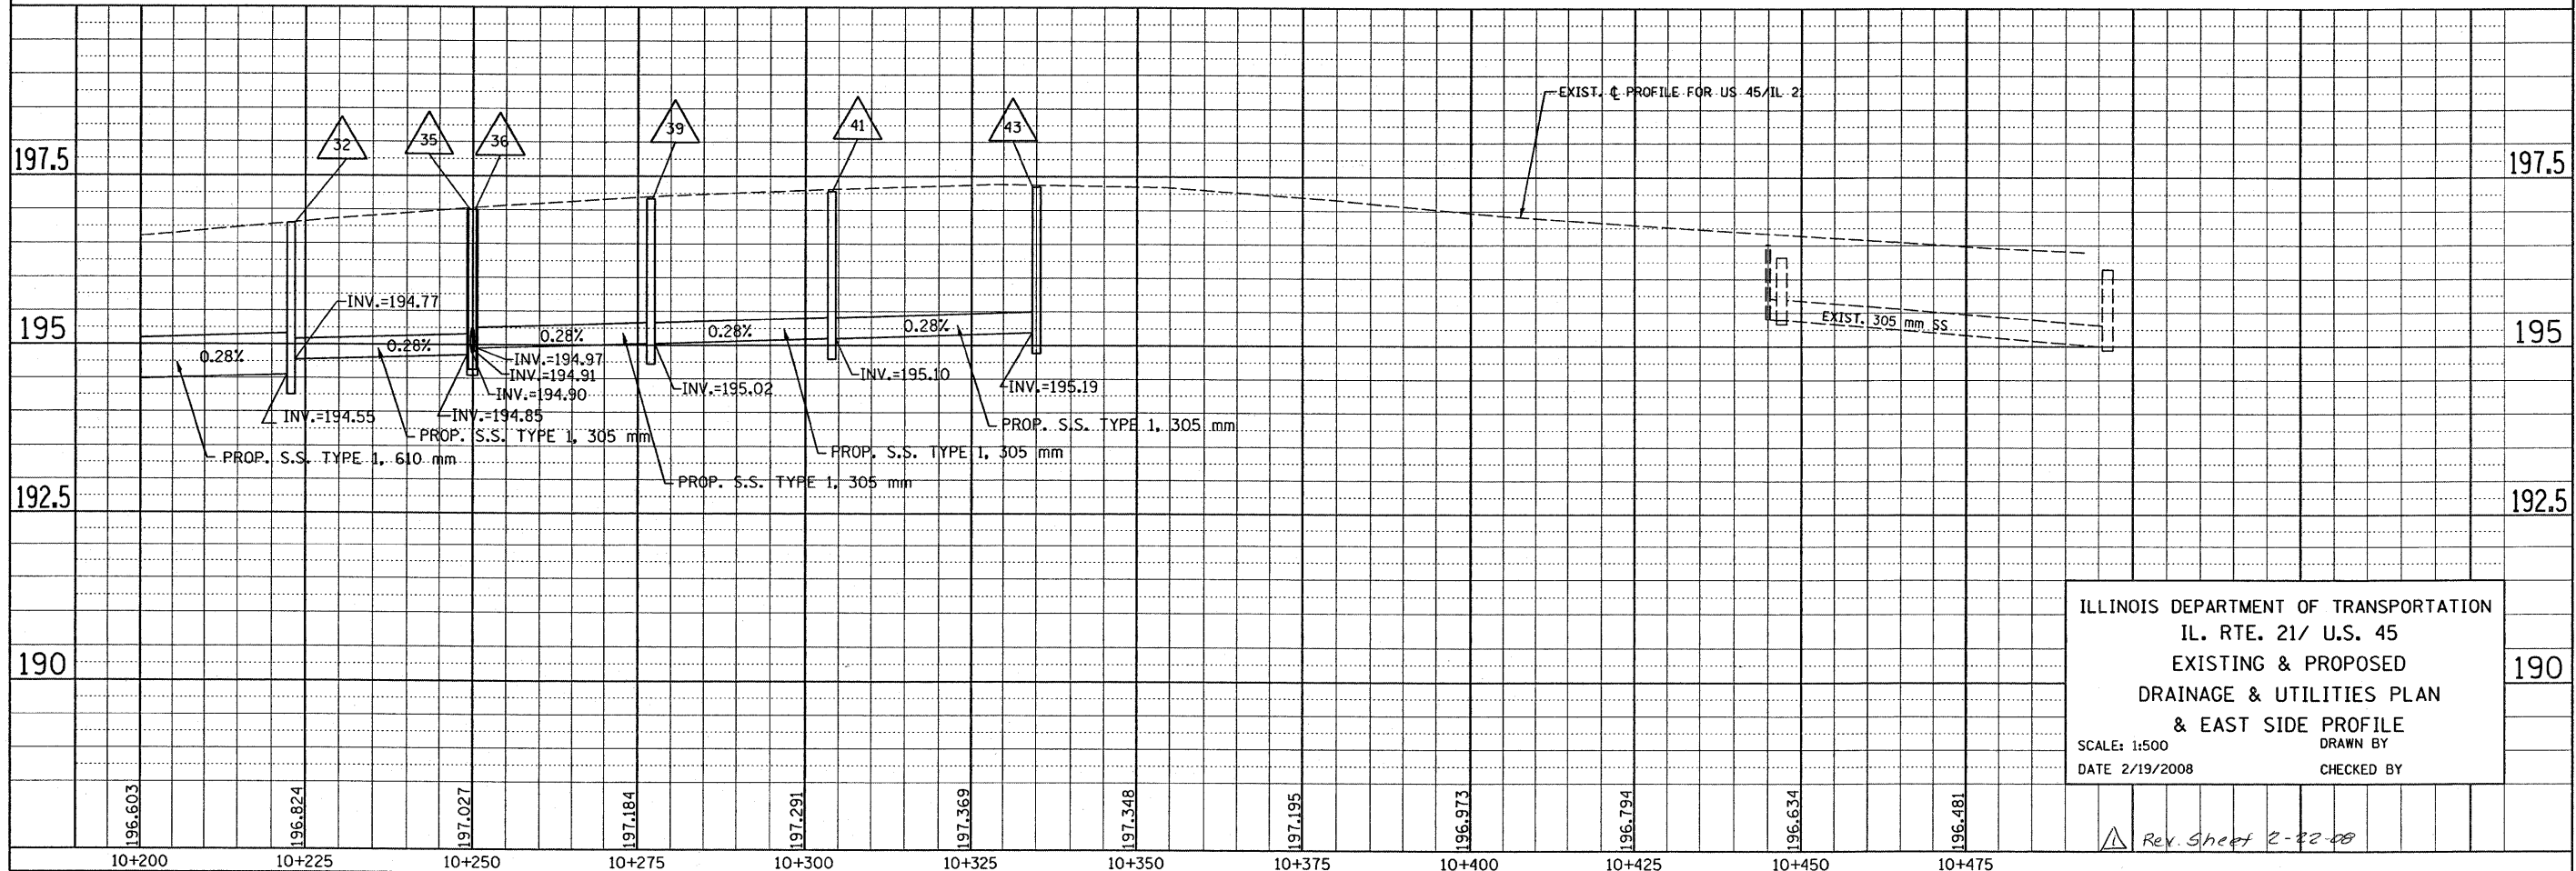 EXIST. ℄ PROFILE FOR US 45/IL 21
32
35
36
39
41
43
197.5
197.5
INV.=194.77
195
0.28%
0.28%
0.28%
0.28%
0.28%
EXIST. 305 mm SS
195
INV.=194.97
INV.=194.91
INV.=194.90
INV.=195.02
INV.=195.10
INV.=195.19
INV.=194.55
INV.=194.85
PROP. S.S. TYPE 1, 305 mm
PROP. S.S. TYPE 1, 305 mm
PROP. S.S. TYPE 1, 610 mm
PROP. S.S. TYPE 1, 305 mm
PROP. S.S. TYPE 1, 305 mm
192.5
192.5
190
190
ILLINOIS DEPARTMENT OF TRANSPORTATION
IL. RTE. 21/ U.S. 45
EXISTING & PROPOSED
DRAINAGE & UTILITIES PLAN
& EAST SIDE PROFILE
SCALE: 1:500
DRAWN BY
DATE 2/19/2008
CHECKED BY
196.603
196.824
197.027
197.184
197.291
197.369
197.348
197.195
196.973
196.794
196.634
196.481
1 Rev. Sheet 2-22-08
10+200
10+225
10+250
10+275
10+300
10+325
10+350
10+375
10+400
10+425
10+450
10+475